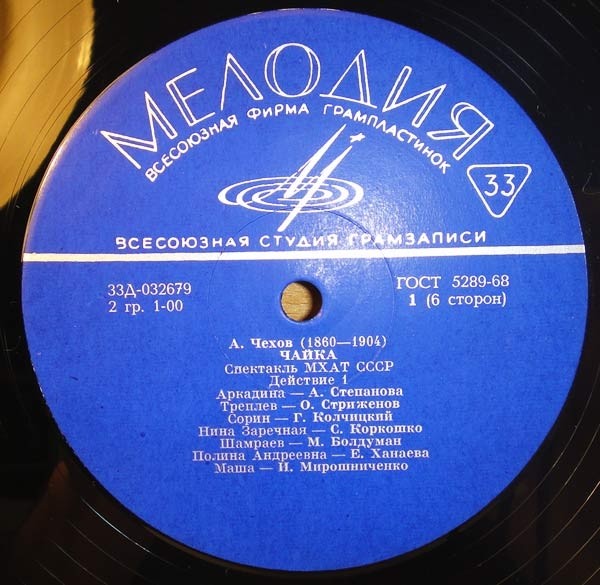 МЕЛОДИЯ
ВСЕСОЮЗНАЯ ФИРМА ГРАМПЛАСТИНОК
33
ВСЕСОЮЗНАЯ СТУДИЯ ГРАМЗАПИСИ
33Д-032679
2 гр. 1-00
ГОСТ 5289-68
1 (6 сторон)
А. Чехов (1860—1904)
ЧАЙКА
Спектакль МХАТ СССР
Действие 1
Аркадина — А. Степанова
Треплев — О. Стриженов
Сорин — Г. Колчицкий
Нина Заречная — С. Коркошко
Шамраев — М. Болдуман
Полина Андреевна — Е. Ханаева
Маша — И. Мирошниченко